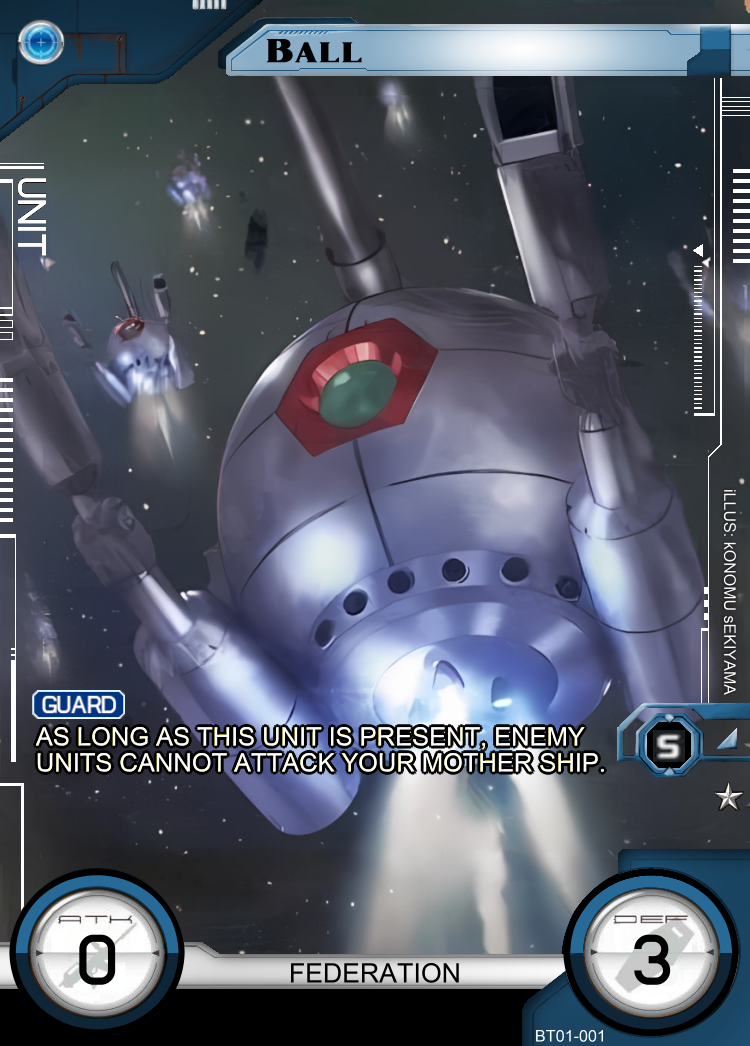 BALL
UNIT
ILLUS: KONOMU SEKIYAMA
GUARD
AS LONG AS THIS UNIT IS PRESENT, ENEMY
UNITS CANNOT ATTACK YOUR MOTHER SHIP.
S
ATK
0
DEF
3
FEDERATION
BT01-001